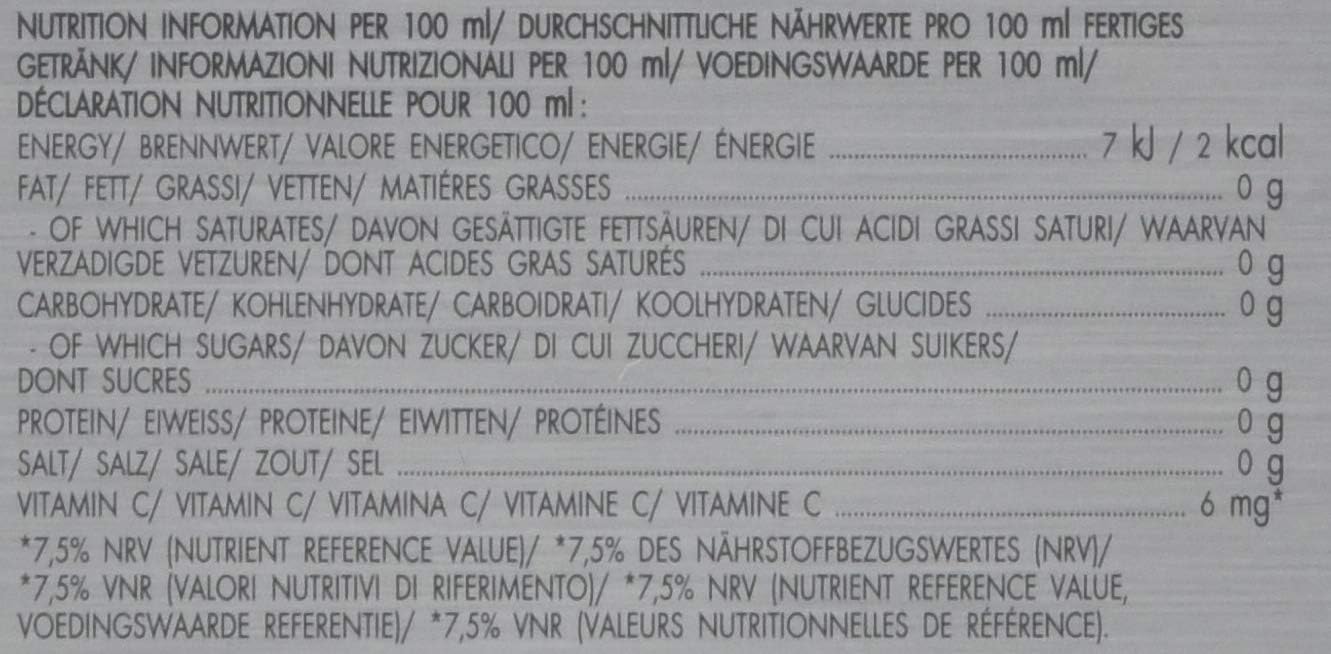 NUTRITION INFORMATION PER 100 ml/ DURCHSCHNITTLICHE NÄHRWERTE PRO 100 ml FERTIGES
GETRÄNK/ INFORMAZIONI NUTRIZIONALI PER 100 ml/ VOEDINGSWAARDE PER 100 ml/
DÉCLARATION NUTRITIONNELLE POUR 100 ml :
ENERGY/ BRENNWERT/ VALORE ENERGETICO/ ENERGIE/ ÉNERGIE ........ 7 kJ / 2 kcal
FAT/ FETT/ GRASSI/ VETTEN/ MATIÉRES GRASSES ........ 0 g
- OF WHICH SATURATES/ DAVON GESÄTTIGTE FETTSÄUREN/ DI CUI ACIDI GRASSI SATURI/ WAARVAN
VERZADIGDE VETZUREN/ DONT ACIDES GRAS SATURÉS ........ 0 g
CARBOHYDRATE/ KOHLENHYDRATE/ CARBOIDRATI/ KOOLHYDRATEN/ GLUCIDES ........ 0 g
- OF WHICH SUGARS/ DAVON ZUCKER/ DI CUI ZUCCHERI/ WAARVAN SUIKERS/
DONT SUCRES ........ 0 g
PROTEIN/ EIWEISS/ PROTEINE/ EIWITTEN/ PROTÉINES ........ 0 g
SALT/ SALZ/ SALE/ ZOUT/ SEL ........ 0 g
VITAMIN C/ VITAMIN C/ VITAMINA C/ VITAMINE C/ VITAMINE C ........ 6 mg*
*7,5% NRV (NUTRIENT REFERENCE VALUE)/ *7,5% DES NÄHRSTOFFBEZUGSWERTES (NRV)/
*7,5% VNR (VALORI NUTRITIVI DI RIFERIMENTO)/ *7,5% NRV (NUTRIENT REFERENCE VALUE,
VOEDINGSWAARDE REFERENTIE)/ *7,5% VNR (VALEURS NUTRITIONNELLES DE RÉFÉRENCE).